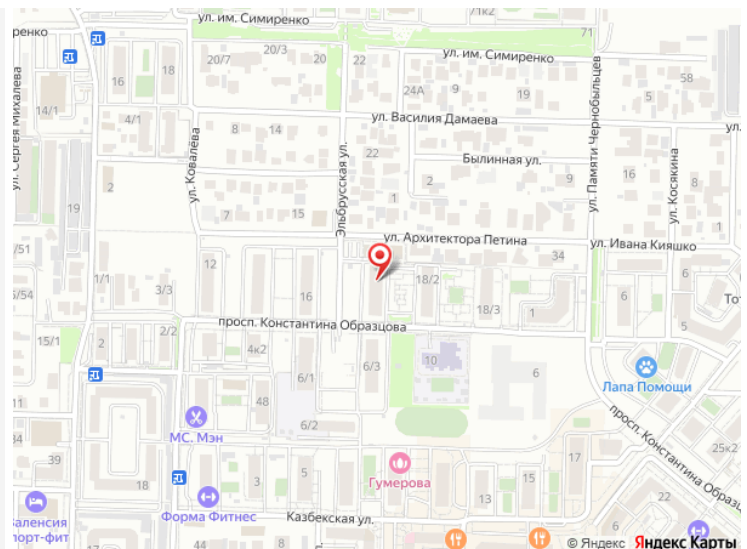 71к2
ул. им. Симиренко
71
ренко
20/7
20/3
22
ул. им. Симиренко
16
18
20
58
24А
9
19
5
14/1
ул. Сергея Михалева
4/1
8
14
ул. Василия Дамаева
ул.
ул. Ковалёва
Эльбрусская ул.
22
Былинная ул.
ул. Памяти Чернобыльцев
ул. Косякина
2
2
9
1
19
7
15
ул. Архитектора Петина
ул. Ивана Кияшко
/51
12
34
6
6
1/1
16
18/2
5/54
18/3
1
Тот
3/1
просп. Константина Образцова
5
15/1
2
2/2
4к2
6/3
10
6
6/1
Лапа Помощи
39
48
просп. Константина Образц
11
МС. Мэн
6/2
25к2
17
18
Гумерова
13
15
22
Валенсия
порт-фит
Форма Фитнес
Казбекская ул.
© Яндекс Яндекс Карты